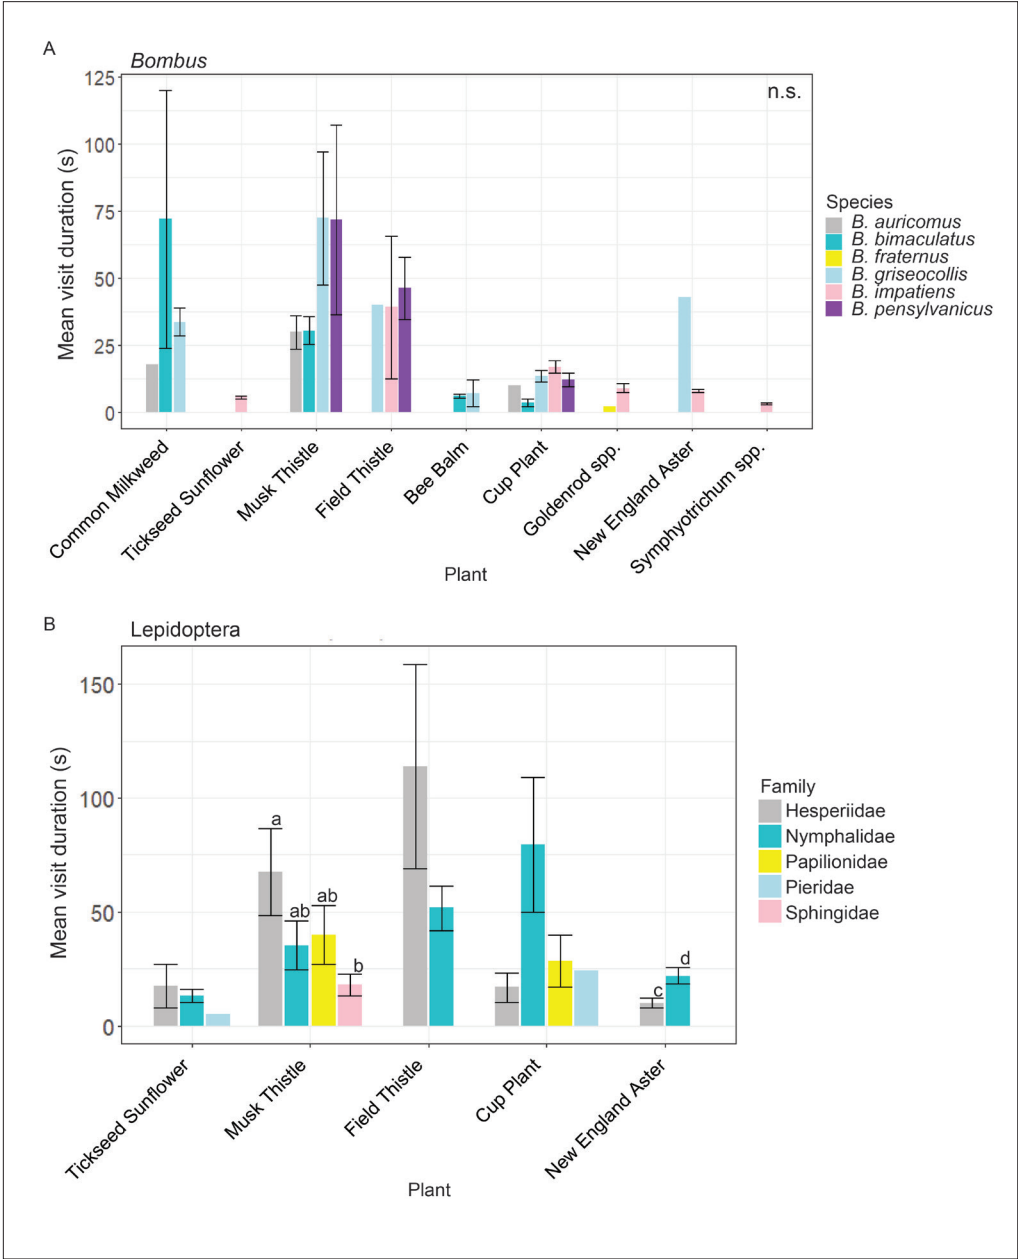 A
Bombus
n.s.
125
100
75
50
25
0
Mean visit duration (s)
Common Milkweed
Tickseed Sunflower
Musk Thistle
Field Thistle
Bee Balm
Cup Plant
Goldenrod spp.
New England Aster
Symphyotrichum spp.
Plant
Species
B. auricomus
B. bimaculatus
B. fraternus
B. griseocollis
B. impatiens
B. pensylvanicus
B
Lepidoptera
150
100
50
0
Mean visit duration (s)
a
ab
ab
b
c
d
Tickseed Sunflower
Musk Thistle
Field Thistle
Cup Plant
New England Aster
Plant
Family
Hesperiidae
Nymphalidae
Papilionidae
Pieridae
Sphingidae